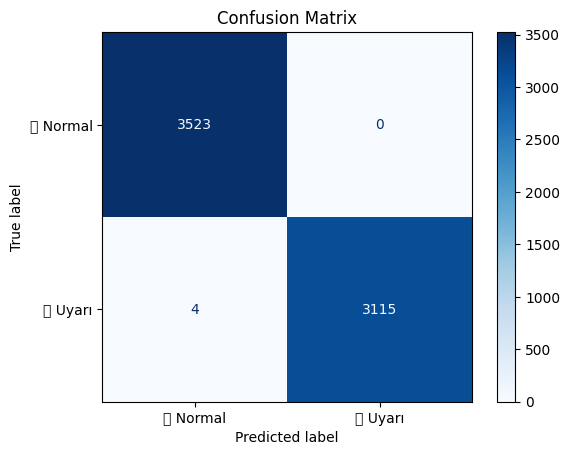 Confusion Matrix
3500
3000
2500
2000
1500
1000
500
0
True label
▯ Normal
3523
0
▯ Uyarı
4
3115
▯ Normal
▯ Uyarı
Predicted label